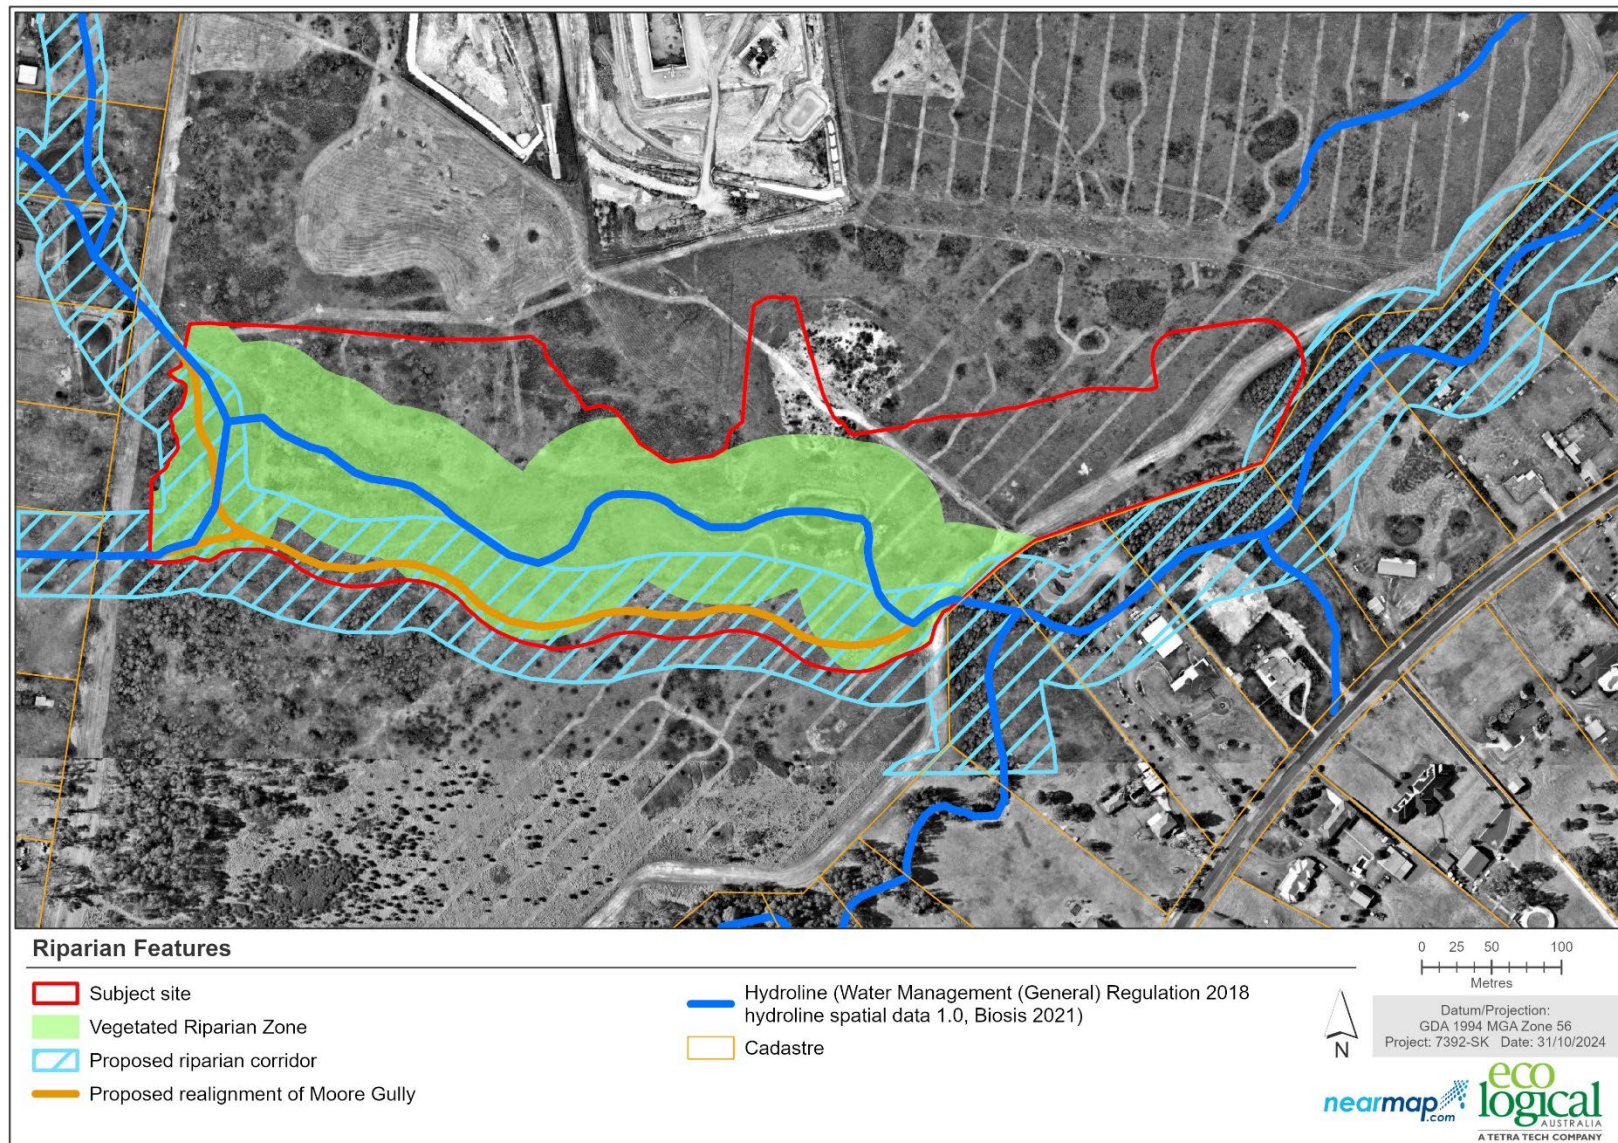 Riparian Features
Subject site
Vegetated Riparian Zone
Proposed riparian corridor
Proposed realignment of Moore Gully
Hydroline (Water Management (General) Regulation 2018
hydroline spatial data 1.0, Biosis 2021)
Cadastre
0 25 50 100
Metres
N
Datum/Projection:
GDA 1994 MGA Zone 56
Project: 7392-SK Date: 31/10/2024
nearmap
.com
eco
logical
AUSTRALIA
A TETRA TECH COMPANY